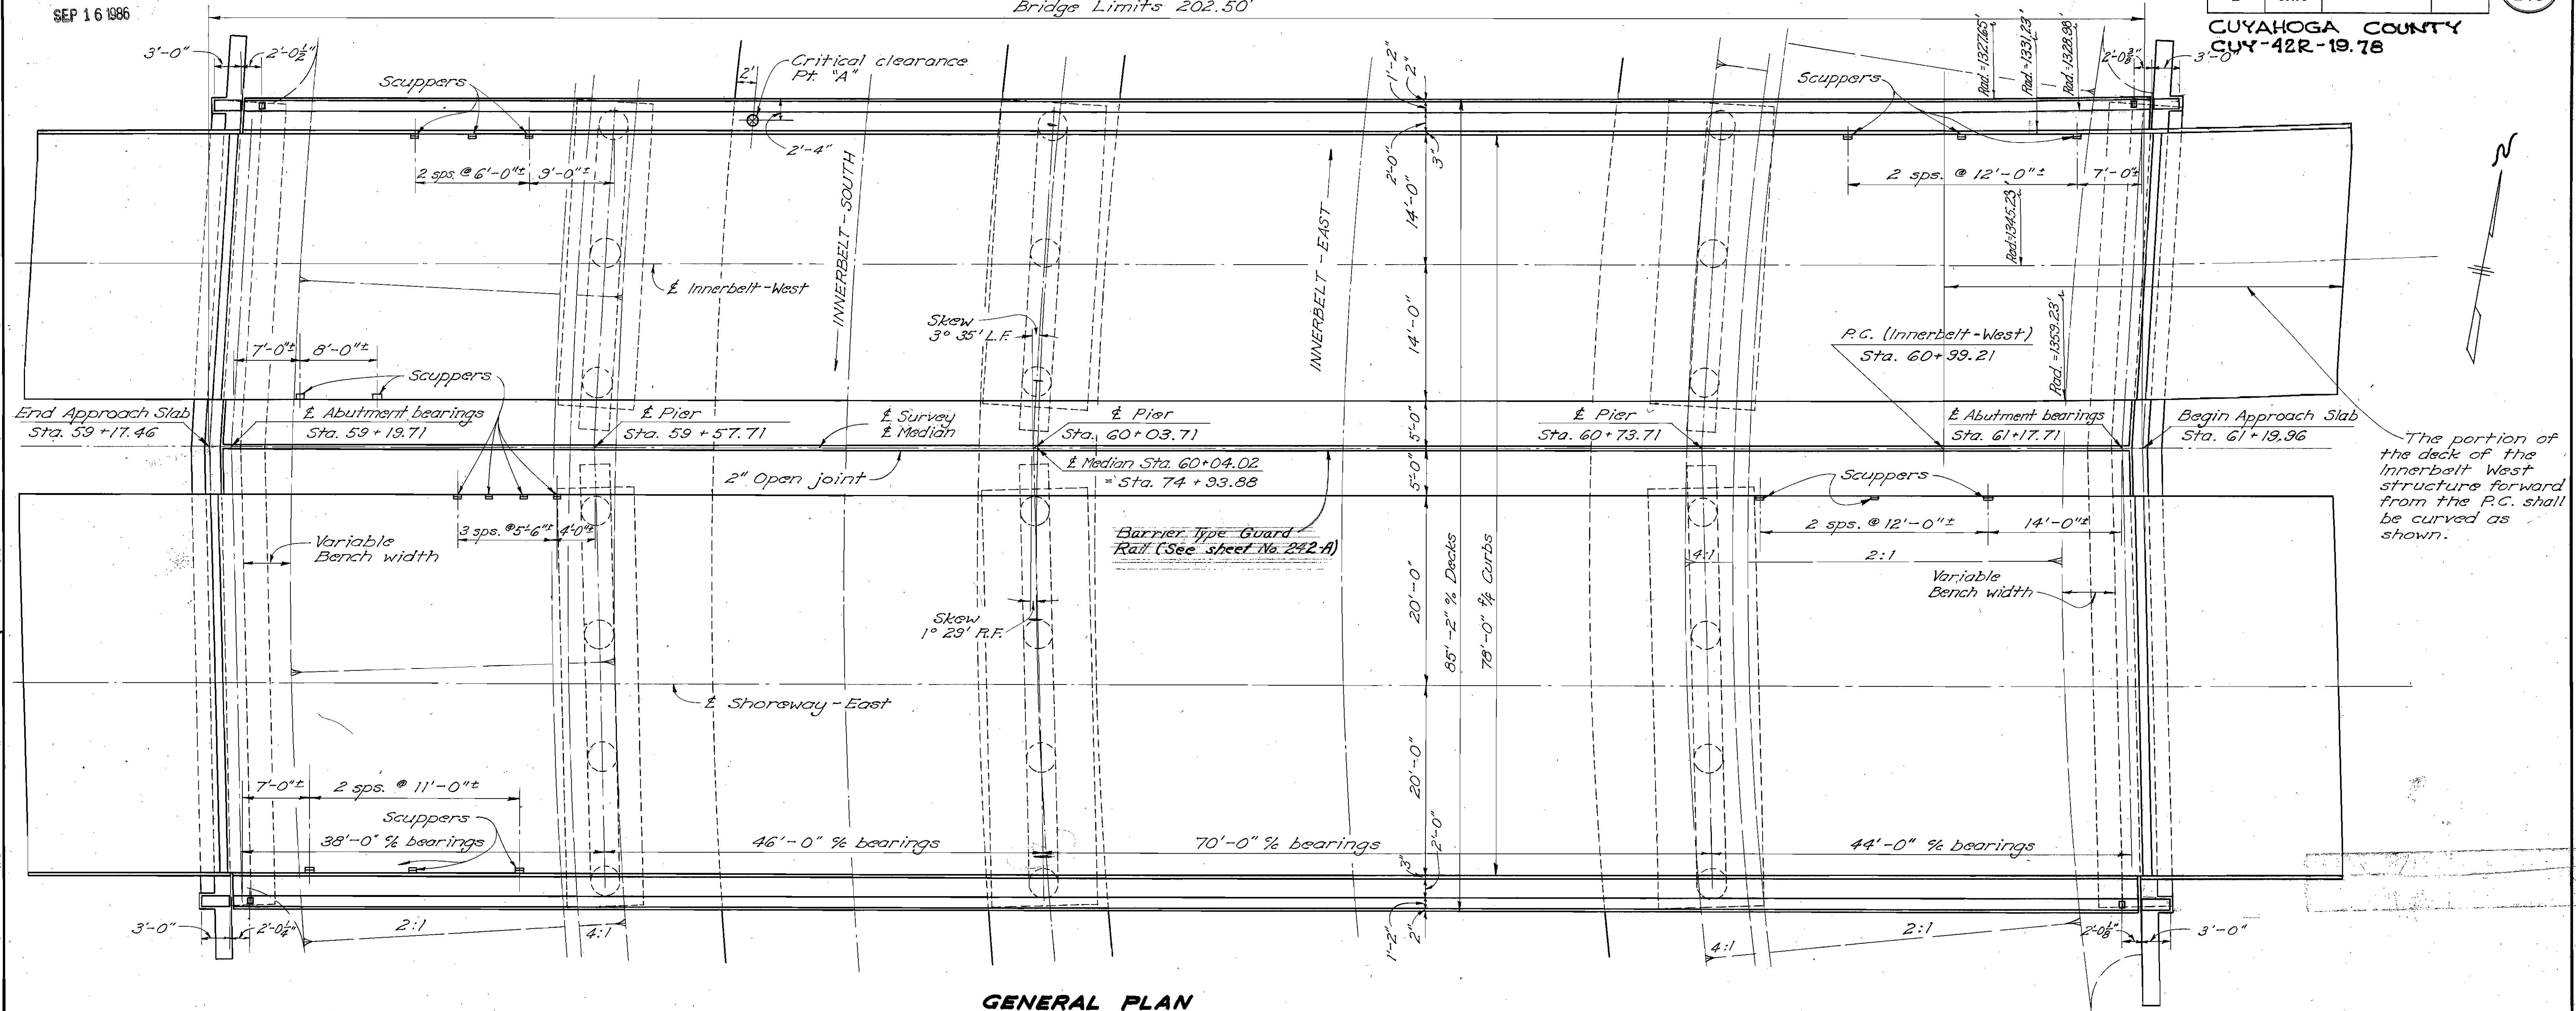 SEP 16 1986
Bridge Limits 202.50'
CUYAHOGA COUNTY
CUY-42R-19.78
3'-0"
2'-0½"
Scuppers
2'
Critical clearance
Pt. "A"
2'-4"
1'-2"
2"
Scuppers
Rad.=1327.65'
Rad.=1331.23'
Rad.=1328.98'
2'-0⅜"
3'-0"
2 sps. @ 6'-0"±
9'-0"±
INNERBELT-SOUTH
INNERBELT-EAST
2'-0"
3"
14'-0"
2 sps. @ 12'-0"±
7'-0"±
Rad.=1345.23'
N
₵ Innerbelt-West
Skew
3° 35' L.F.
14'-0"
P.C. (Innerbelt-West)
Sta. 60+99.21
Rad.=1359.23'
7'-0"±
8'-0"±
Scuppers
End Approach Slab
Sta. 59+17.46
₵ Abutment bearings
Sta. 59+19.71
₵ Pier
Sta. 59+57.71
₵ Survey
₵ Median
₵ Pier
Sta. 60+03.71
5'-0"
₵ Pier
Sta. 60+73.71
₵ Abutment bearings
Sta. 61+17.71
Begin Approach Slab
Sta. 61+19.96
The portion of
the deck of the
Innerbelt West
structure forward
from the P.C. shall
be curved as
shown.
2" Open joint
₵ Median Sta. 60+04.02
= Sta. 74+93.88
5'-0"
Scuppers
3 sps. @ 5'-6"±
4'-0"±
Variable
Bench width
Barrier Type Guard
Rail (See sheet No. 242-A)
2 sps. @ 12'-0"±
14'-0"±
4:1
2:1
Variable
Bench width
Skew
1° 29' R.F.
20'-0"
85'-2" % Decks
78'-0" f/f Curbs
₵ Shoreway-East
20'-0"
7'-0"±
2 sps. @ 11'-0"±
Scuppers
38'-0" % bearings
46'-0" % bearings
70'-0" % bearings
44'-0" % bearings
3"
2'-0"
3'-0"
2'-0¼"
2:1
4:1
1'-2"
2"
4:1
2:1
2'-0⅛"
3'-0"
GENERAL PLAN